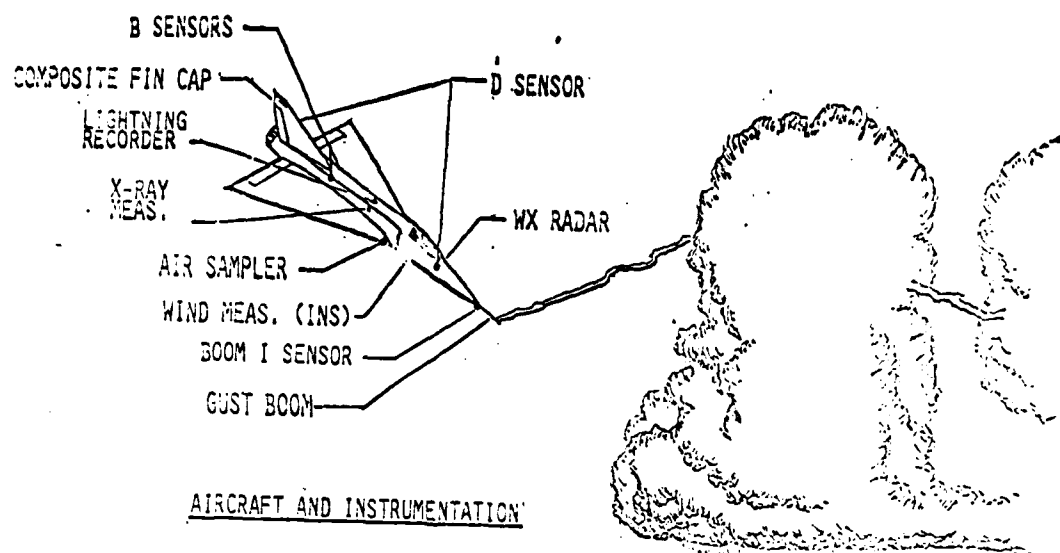 B SENSORS
COMPOSITE FIN CAP
D SENSOR
LIGHTNING
RECORDER
X-RAY
MEAS.
WX RADAR
AIR SAMPLER
WIND MEAS. (INS)
BOOM I SENSOR
GUST BOOM
AIRCRAFT AND INSTRUMENTATION